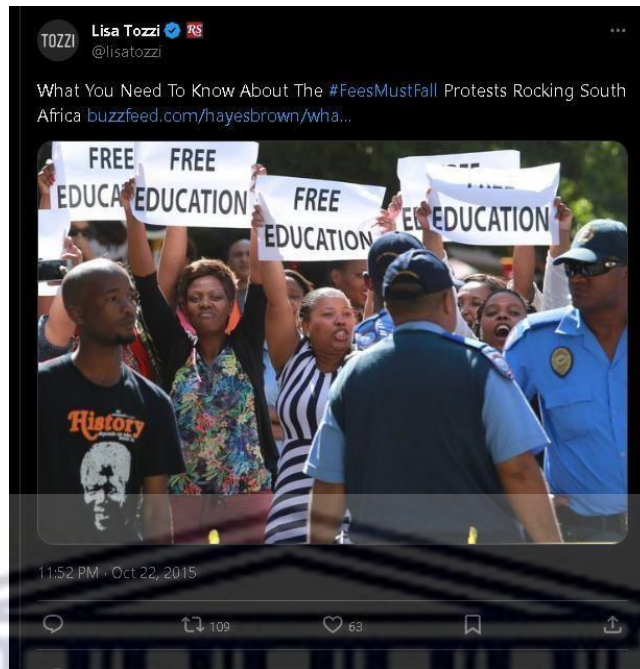 TOZZI
Lisa Tozzi RS
@lisatozzi
What You Need To Know About The #FeesMustFall Protests Rocking South
Africa buzzfeed.com/hayesbrown/wha...
FREE
EDUCA
FREE
EDUCATION
FREE
EDUCATION
EDUCATION
History
11:52 PM · Oct 22, 2015
109
63